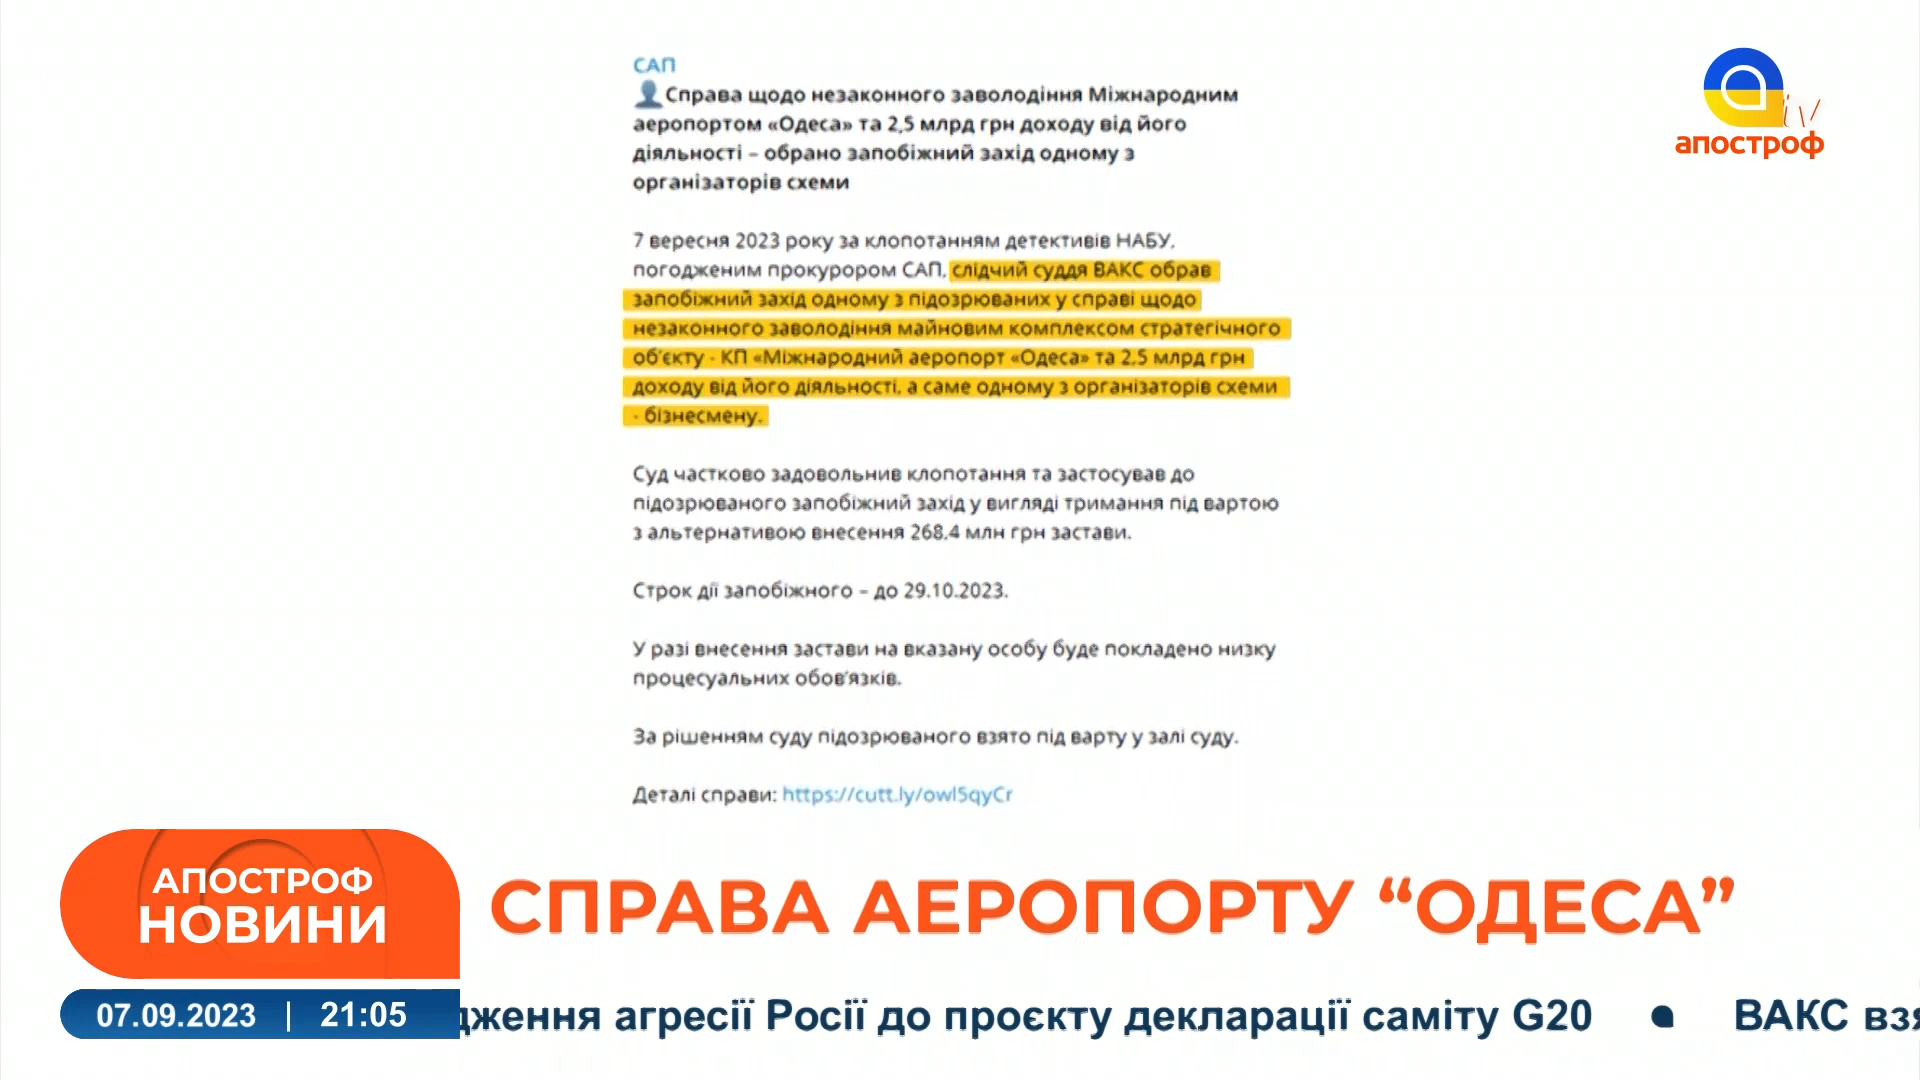 САП
Справа щодо незаконного заволодіння Міжнародним
аеропортом «Одеса» та 2,5 млрд грн доходу від його
діяльності – обрано запобіжний захід одному з
організаторів схеми
7 вересня 2023 року за клопотанням детективів НАБУ,
погодженим прокурором САП, слідчий суддя ВАКС обрав
запобіжний захід одному з підозрюваних у справі щодо
незаконного заволодіння майновим комплексом стратегічного
об'єкту - КП «Міжнародний аеропорт «Одеса» та 2,5 млрд грн
доходу від його діяльності, а саме одному з організаторів схеми
- бізнесмену.
Суд частково задовольнив клопотання та застосував до
підозрюваного запобіжний захід у вигляді тримання під вартою
з альтернативою внесення 268,4 млн грн застави.
Строк дії запобіжного – до 29.10.2023.
У разі внесення застави на вказану особу буде покладено низку
процесуальних обов'язків.
За рішенням суду підозрюваного взято під варту у залі суду.
Деталі справи: https://cutt.ly/owl5qyCr
tv
апостроф
АПОСТРОФ
НОВИНИ
СПРАВА АЕРОПОРТУ “ОДЕСА”
07.09.2023 | 21:05
дження агресії Росії до проєкту декларації саміту G20 • ВАКС взя